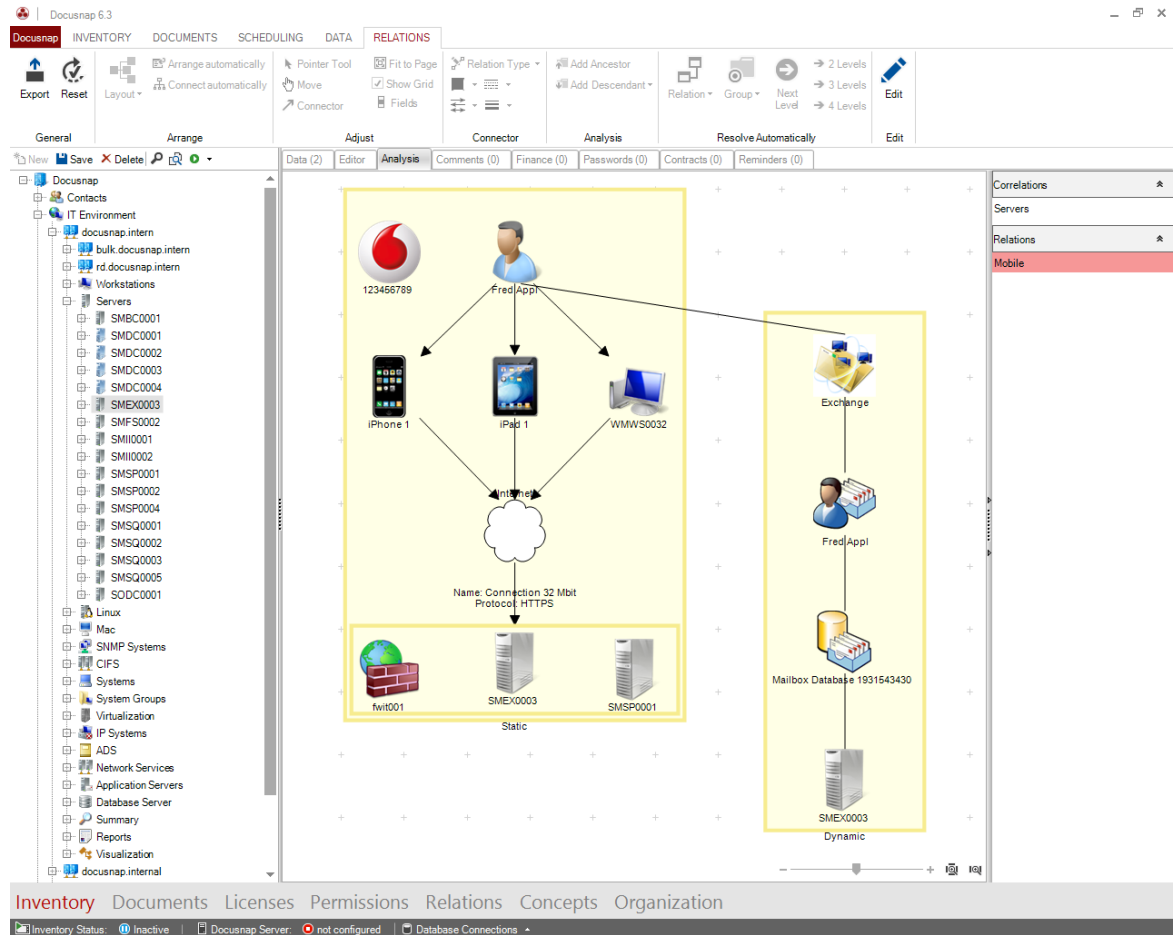 Docusnap 6.3
Docusnap INVENTORY DOCUMENTS SCHEDULING DATA RELATIONS
Export Reset Layout Arrange automatically Connect automatically Pointer Tool Move Connector Fit to Page Show Grid Fields Relation Type Add Ancestor Add Descendant Relation Group Next Level 2 Levels 3 Levels 4 Levels Edit
General Arrange Adjust Connector Analysis Resolve Automatically Edit
New Save Delete
Data (2) Editor Analysis Comments (0) Finance (0) Passwords (0) Contracts (0) Reminders (0)
Docusnap
Contacts
IT Environment
docusnap.intern
bulk.docusnap.intern
rd.docusnap.intern
Workstations
Servers
SMBC0001
SMDC0001
SMDC0002
SMDC0003
SMDC0004
SMEX0003
SMFS0002
SMII0001
SMII0002
SMSP0001
SMSP0002
SMSP0004
SMSQ0001
SMSQ0002
SMSQ0003
SMSQ0005
SODC0001
Linux
Mac
SNMP Systems
CIFS
Systems
System Groups
Virtualization
IP Systems
ADS
Network Services
Application Servers
Database Server
Summary
Reports
Visualization
docusnap.internal
123456789
Fred Appl
iPhone 1
iPad 1
WMWS0032
Internet
Name: Connection 32 Mbit
Protocol: HTTPS
fwit001
SMEX0003
SMSP0001
Static
Exchange
Fred Appl
Mailbox Database 1931543430
SMEX0003
Dynamic
Correlations
Servers
Relations
Mobile
Inventory Documents Licenses Permissions Relations Concepts Organization
Inventory Status: Inactive Docusnap Server: not configured Database Connections